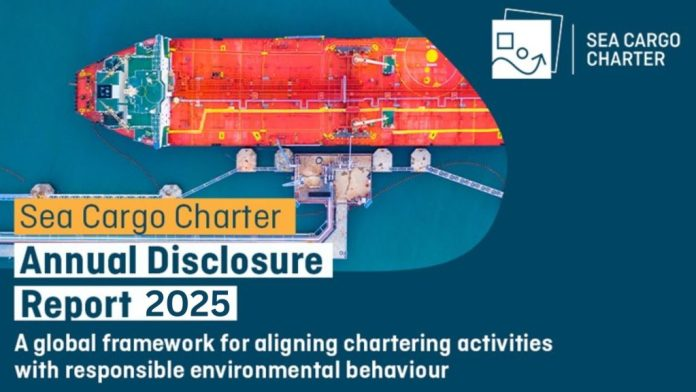 SEA CARGO
CHARTER
Sea Cargo Charter
Annual Disclosure
Report 2025
A global framework for aligning chartering activities
with responsible environmental behaviour